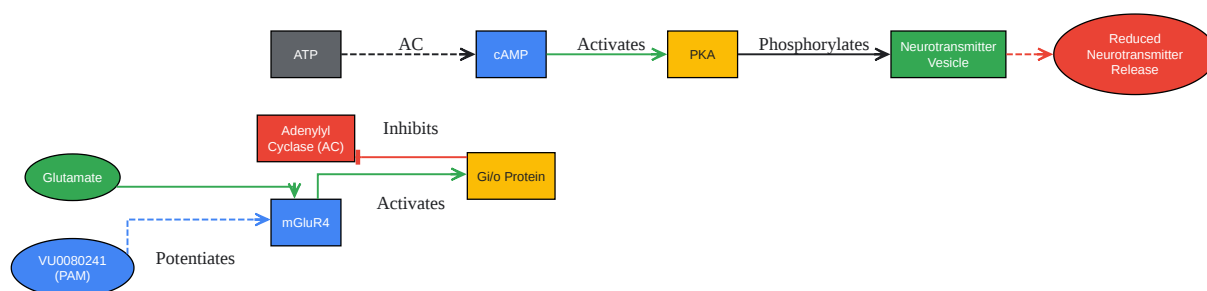 ATP
AC
cAMP
Activates
PKA
Phosphorylates
Neurotransmitter
Vesicle
Reduced
Neurotransmitter
Release
Adenylyl
Cyclase (AC)
Inhibits
Glutamate
Gi/o Protein
Activates
mGluR4
VU0080241
(PAM)
Potentiates